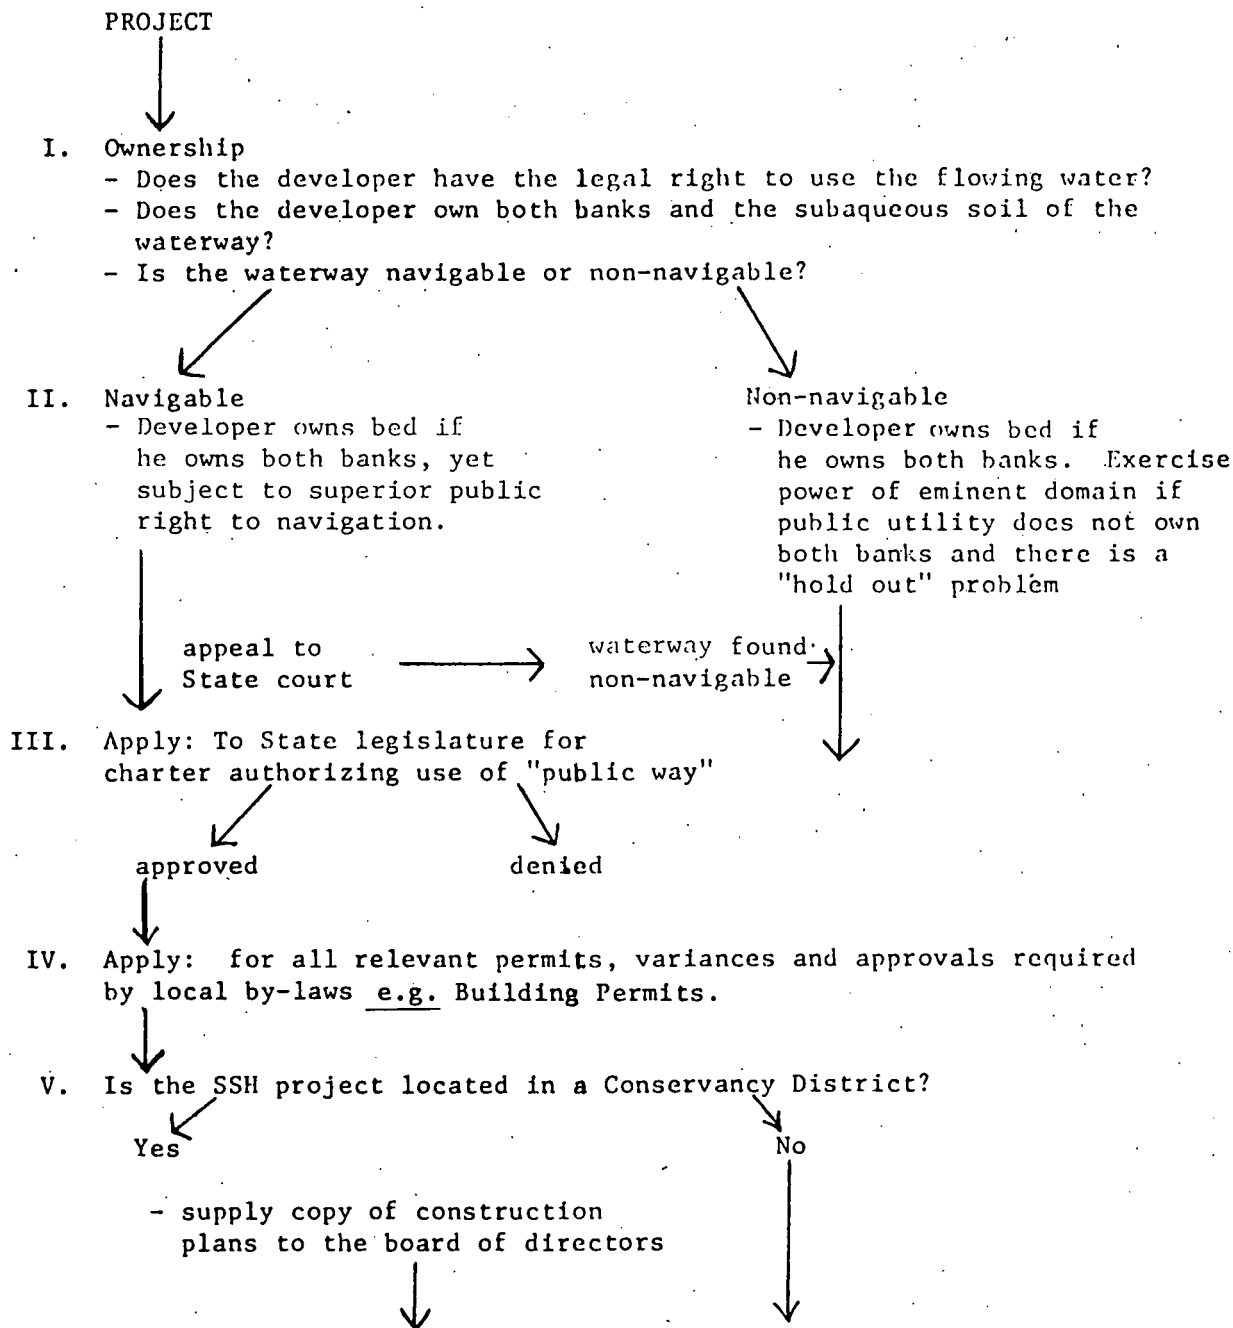 PROJECT
I. Ownership
- Does the developer have the legal right to use the flowing water?
- Does the developer own both banks and the subaqueous soil of the
waterway?
- Is the waterway navigable or non-navigable?
II. Navigable
- Developer owns bed if
he owns both banks, yet
subject to superior public
right to navigation.
Non-navigable
- Developer owns bed if
he owns both banks. Exercise
power of eminent domain if
public utility does not own
both banks and there is a
"hold out" problem
appeal to
State court
waterway found
non-navigable
III. Apply: To State legislature for
charter authorizing use of "public way"
approved
denied
IV. Apply: for all relevant permits, variances and approvals required
by local by-laws e.g. Building Permits.
V. Is the SSH project located in a Conservancy District?
Yes
No
- supply copy of construction
plans to the board of directors